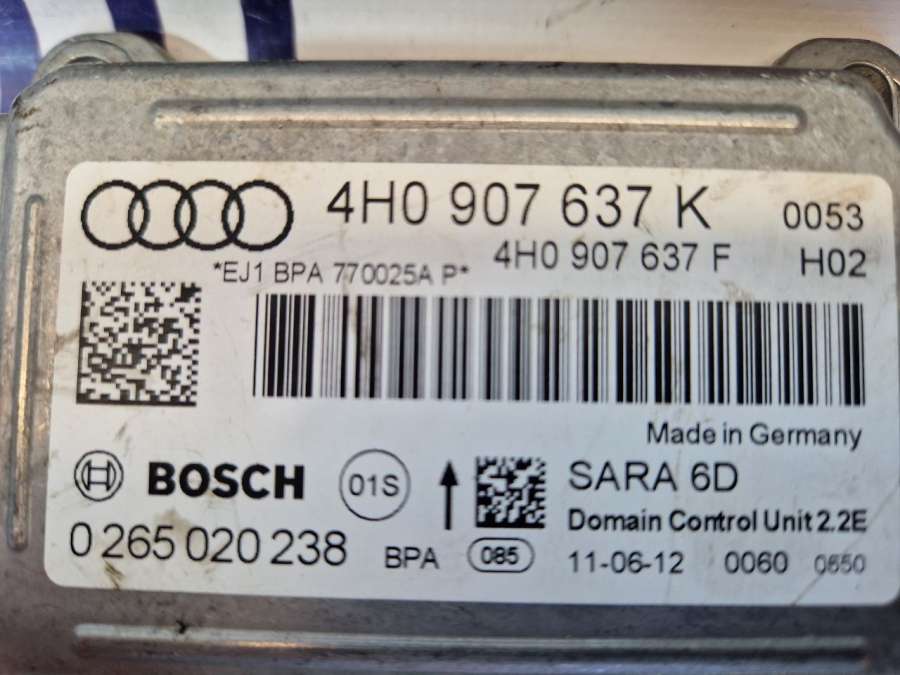 4H0 907 637 K 0053
4H0 907 637 F H02
*EJ1 BPA 770025A P*
Made in Germany
BOSCH 01S SARA 6D
Domain Control Unit 2.2E
0 265 020 238 BPA 085 11-06-12 0060 0650